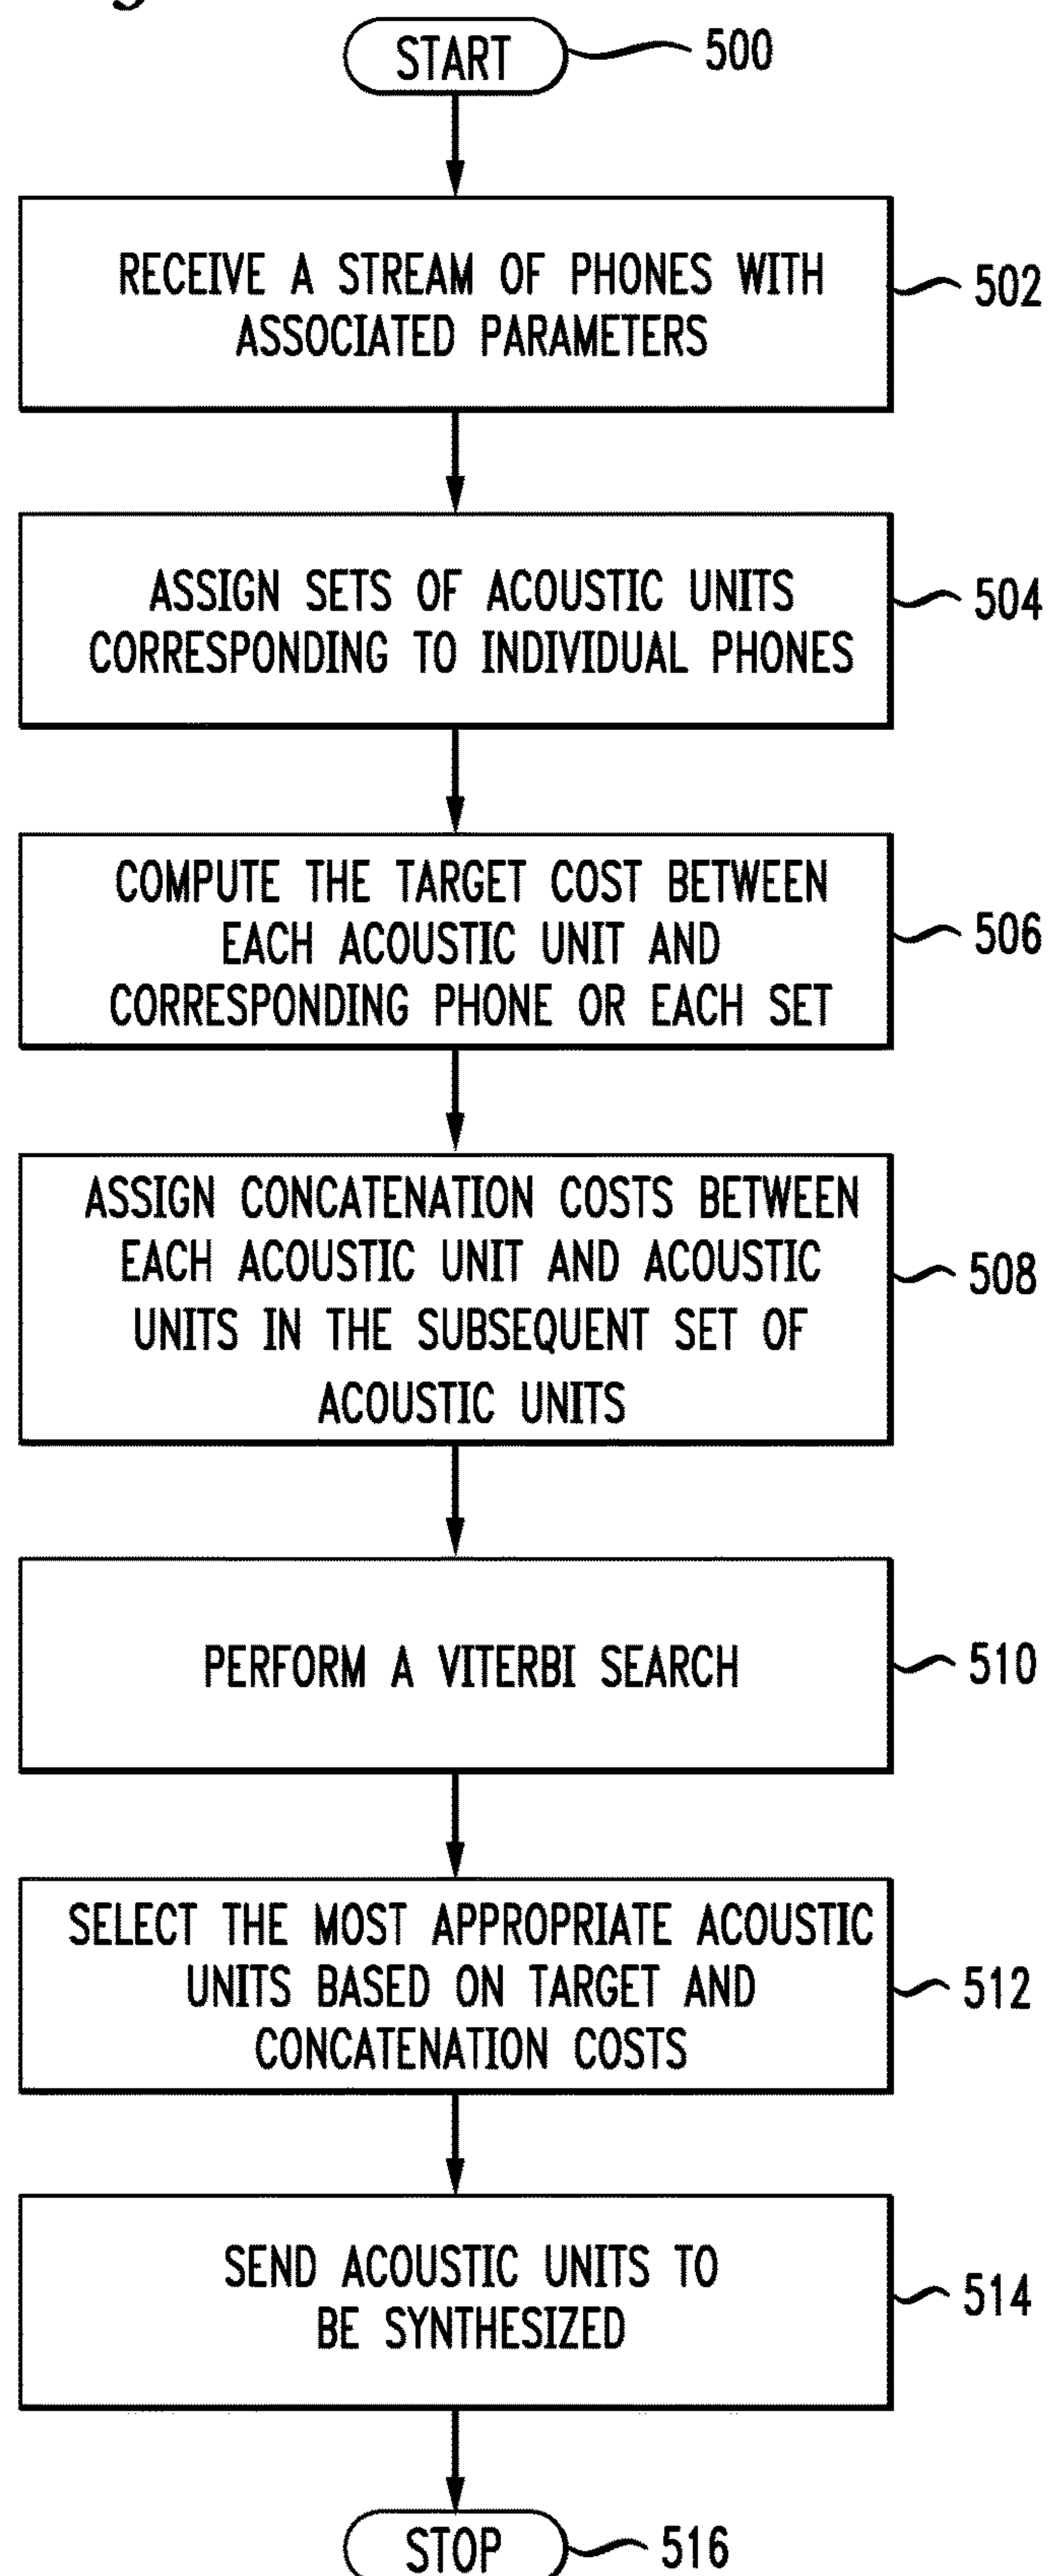 START
500
RECEIVE A STREAM OF PHONES WITH
ASSOCIATED PARAMETERS
502
ASSIGN SETS OF ACOUSTIC UNITS
CORRESPONDING TO INDIVIDUAL PHONES
504
COMPUTE THE TARGET COST BETWEEN
EACH ACOUSTIC UNIT AND
CORRESPONDING PHONE OR EACH SET
506
ASSIGN CONCATENATION COSTS BETWEEN
EACH ACOUSTIC UNIT AND ACOUSTIC
UNITS IN THE SUBSEQUENT SET OF
ACOUSTIC UNITS
508
PERFORM A VITERBI SEARCH
510
SELECT THE MOST APPROPRIATE ACOUSTIC
UNITS BASED ON TARGET AND
CONCATENATION COSTS
512
SEND ACOUSTIC UNITS TO
BE SYNTHESIZED
514
STOP
516